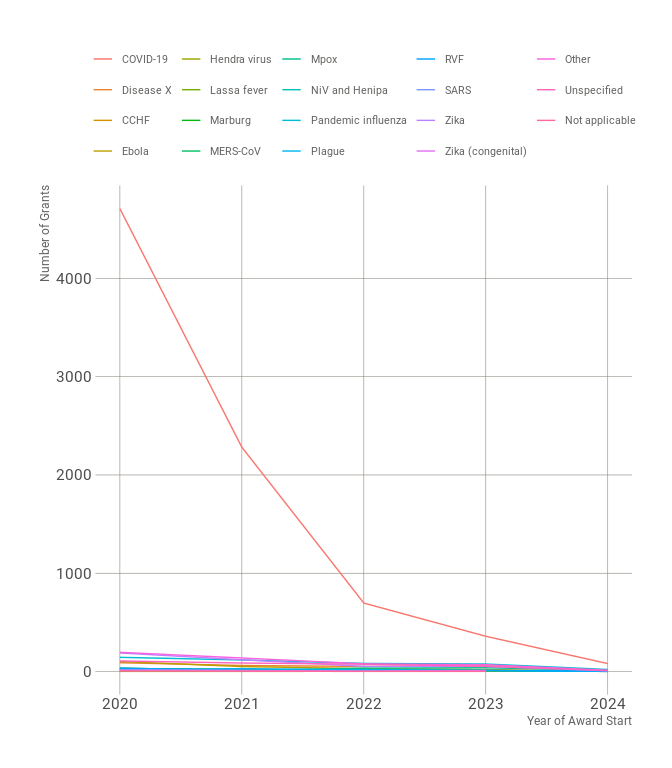 COVID-19 Hendra virus Mpox RVF Other
Disease X Lassa fever NiV and Henipa SARS Unspecified
CCHF Marburg Pandemic influenza Zika Not applicable
Ebola MERS-CoV Plague Zika (congenital)
Number of Grants
4000
3000
2000
1000
0
2020 2021 2022 2023 2024
Year of Award Start